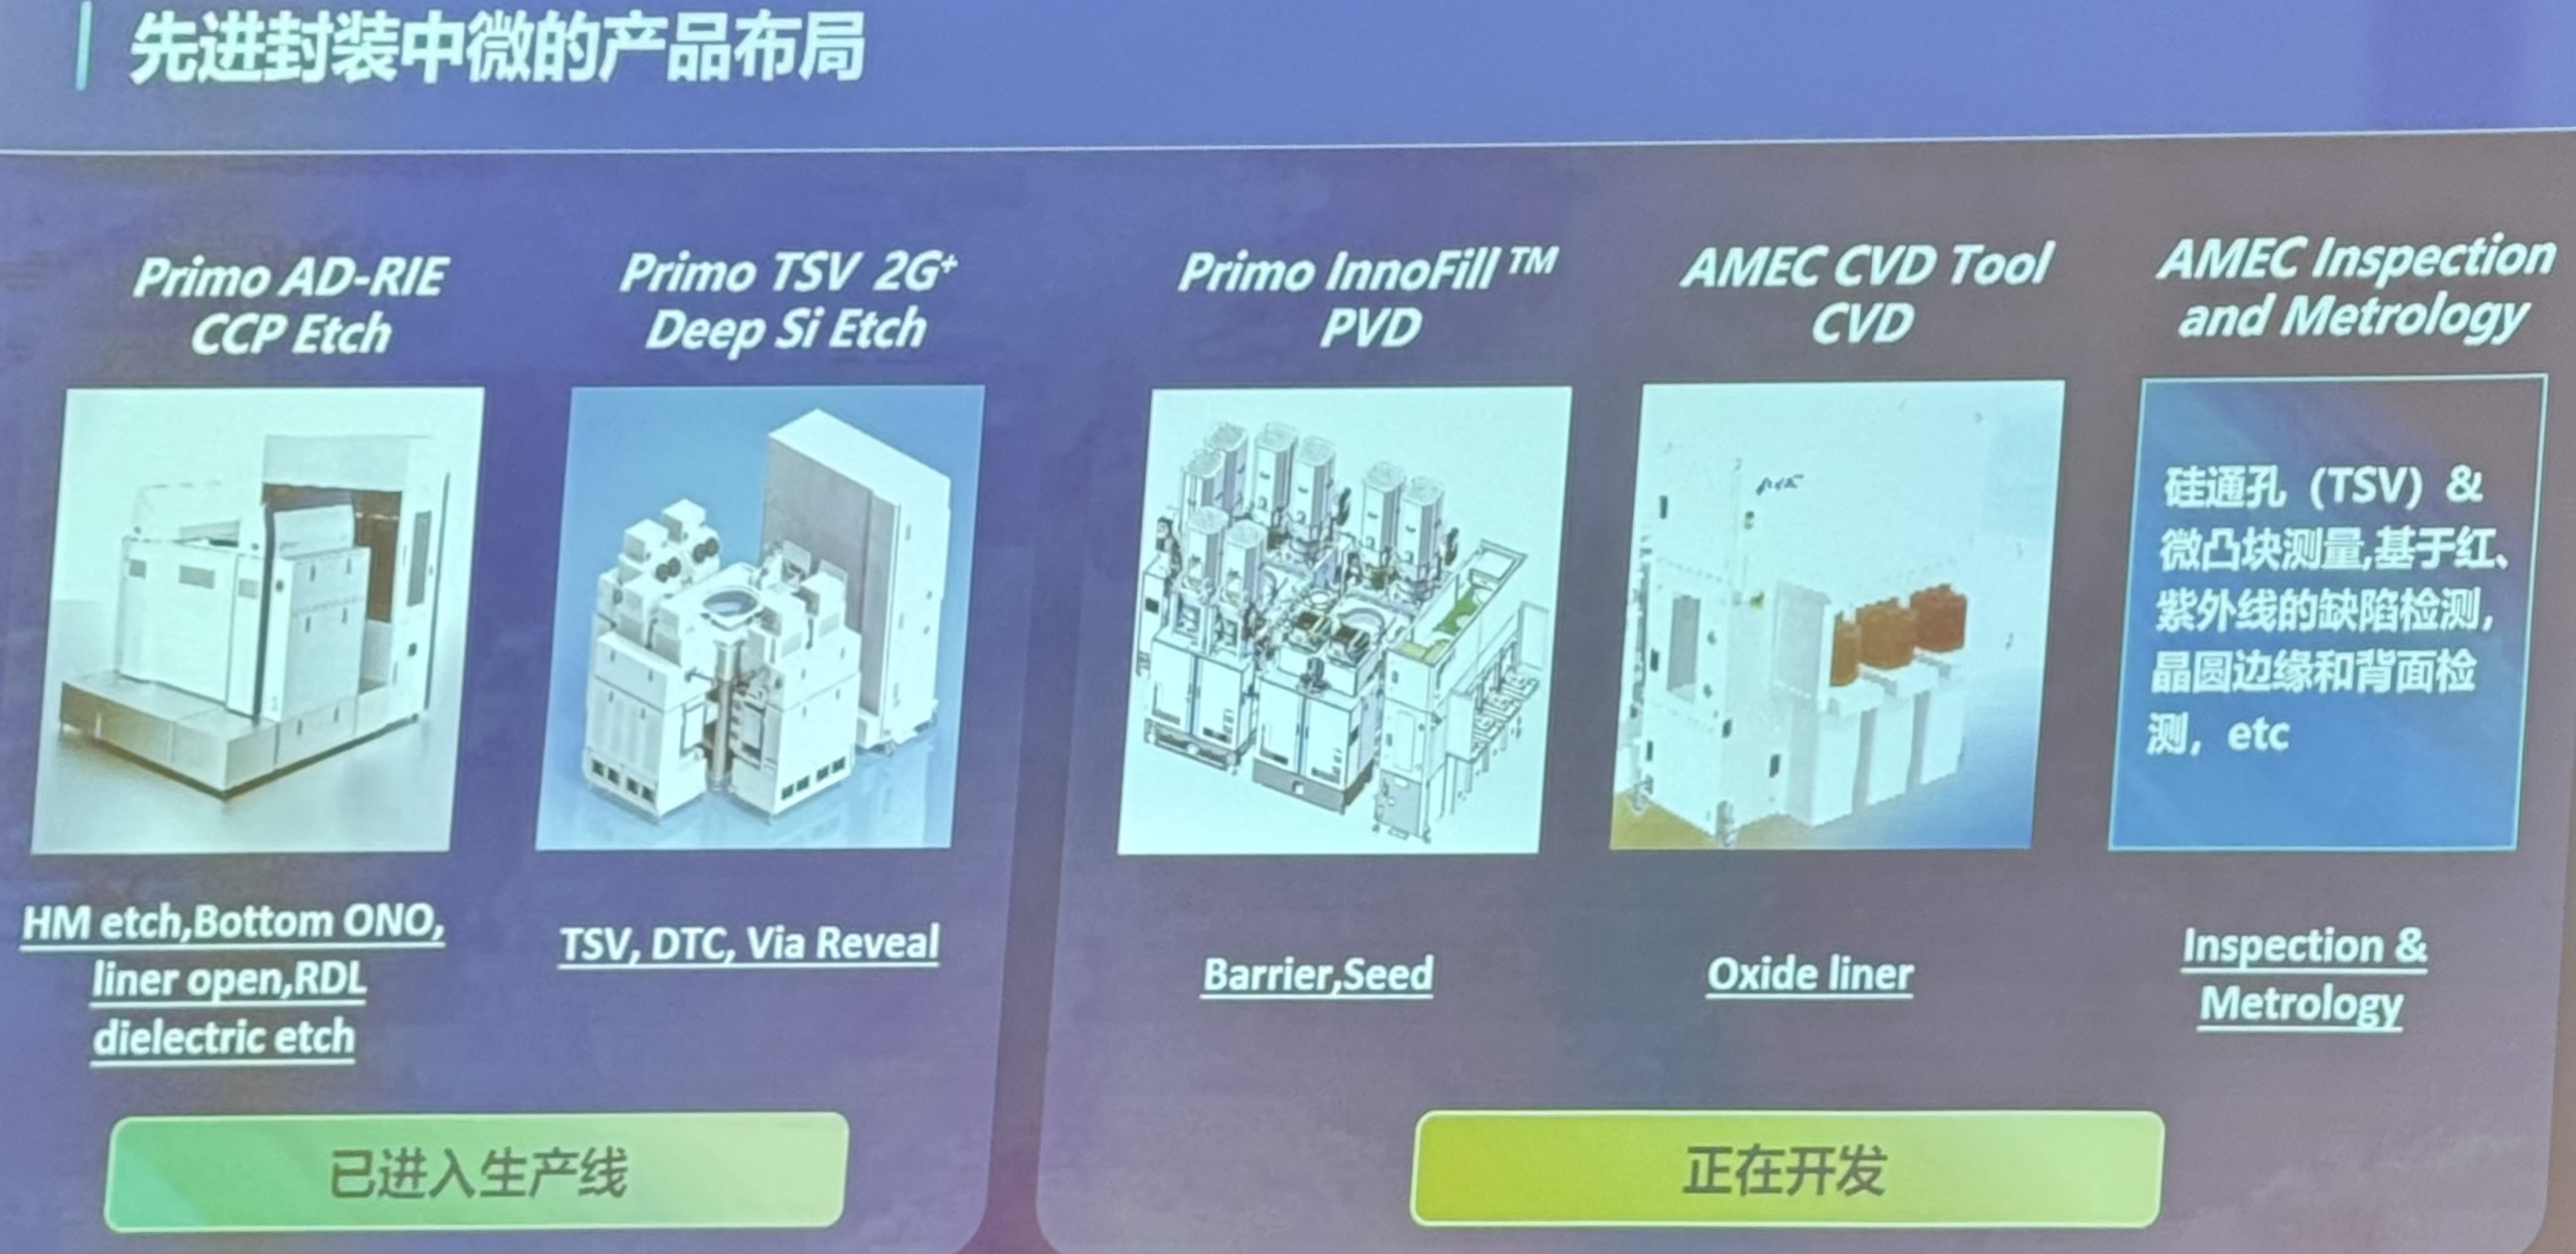 先进封装中微的产品布局
Primo AD-RIE
CCP Etch
Primo TSV 2G⁺
Deep Si Etch
Primo InnoFill™
PVD
AMEC CVD Tool
CVD
AMEC Inspection
and Metrology
硅通孔（TSV）&
微凸块测量,基于红、
紫外线的缺陷检测，
晶圆边缘和背面检
测，etc
HM etch,Bottom ONO,
liner open,RDL
dielectric etch
TSV, DTC, Via Reveal
Barrier,Seed
Oxide liner
Inspection &
Metrology
已进入生产线
正在开发